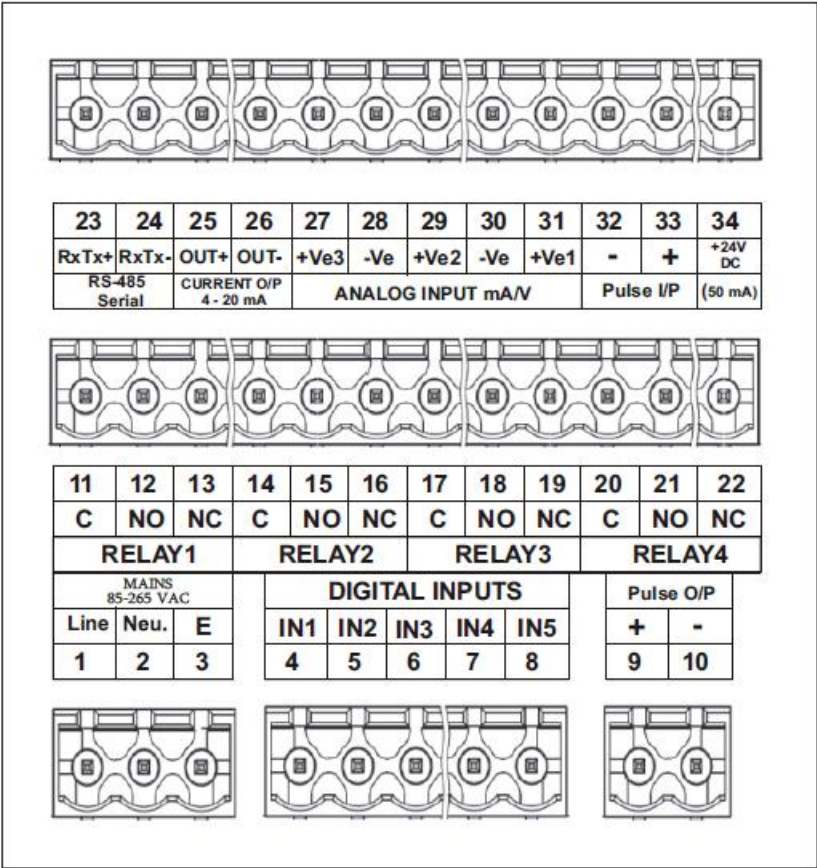 23 24 25 26 27 28 29 30 31 32 33 34
RxTx+ RxTx- OUT+ OUT- +Ve3 -Ve +Ve2 -Ve +Ve1 - + +24V DC
RS-485 Serial CURRENT O/P 4 - 20 mA ANALOG INPUT mA/V Pulse I/P (50 mA)
11 12 13 14 15 16 17 18 19 20 21 22
C NO NC C NO NC C NO NC C NO NC
RELAY1 RELAY2 RELAY3 RELAY4
MAINS 85-265 VAC DIGITAL INPUTS Pulse O/P
Line Neu. E IN1 IN2 IN3 IN4 IN5 + -
1 2 3 4 5 6 7 8 9 10